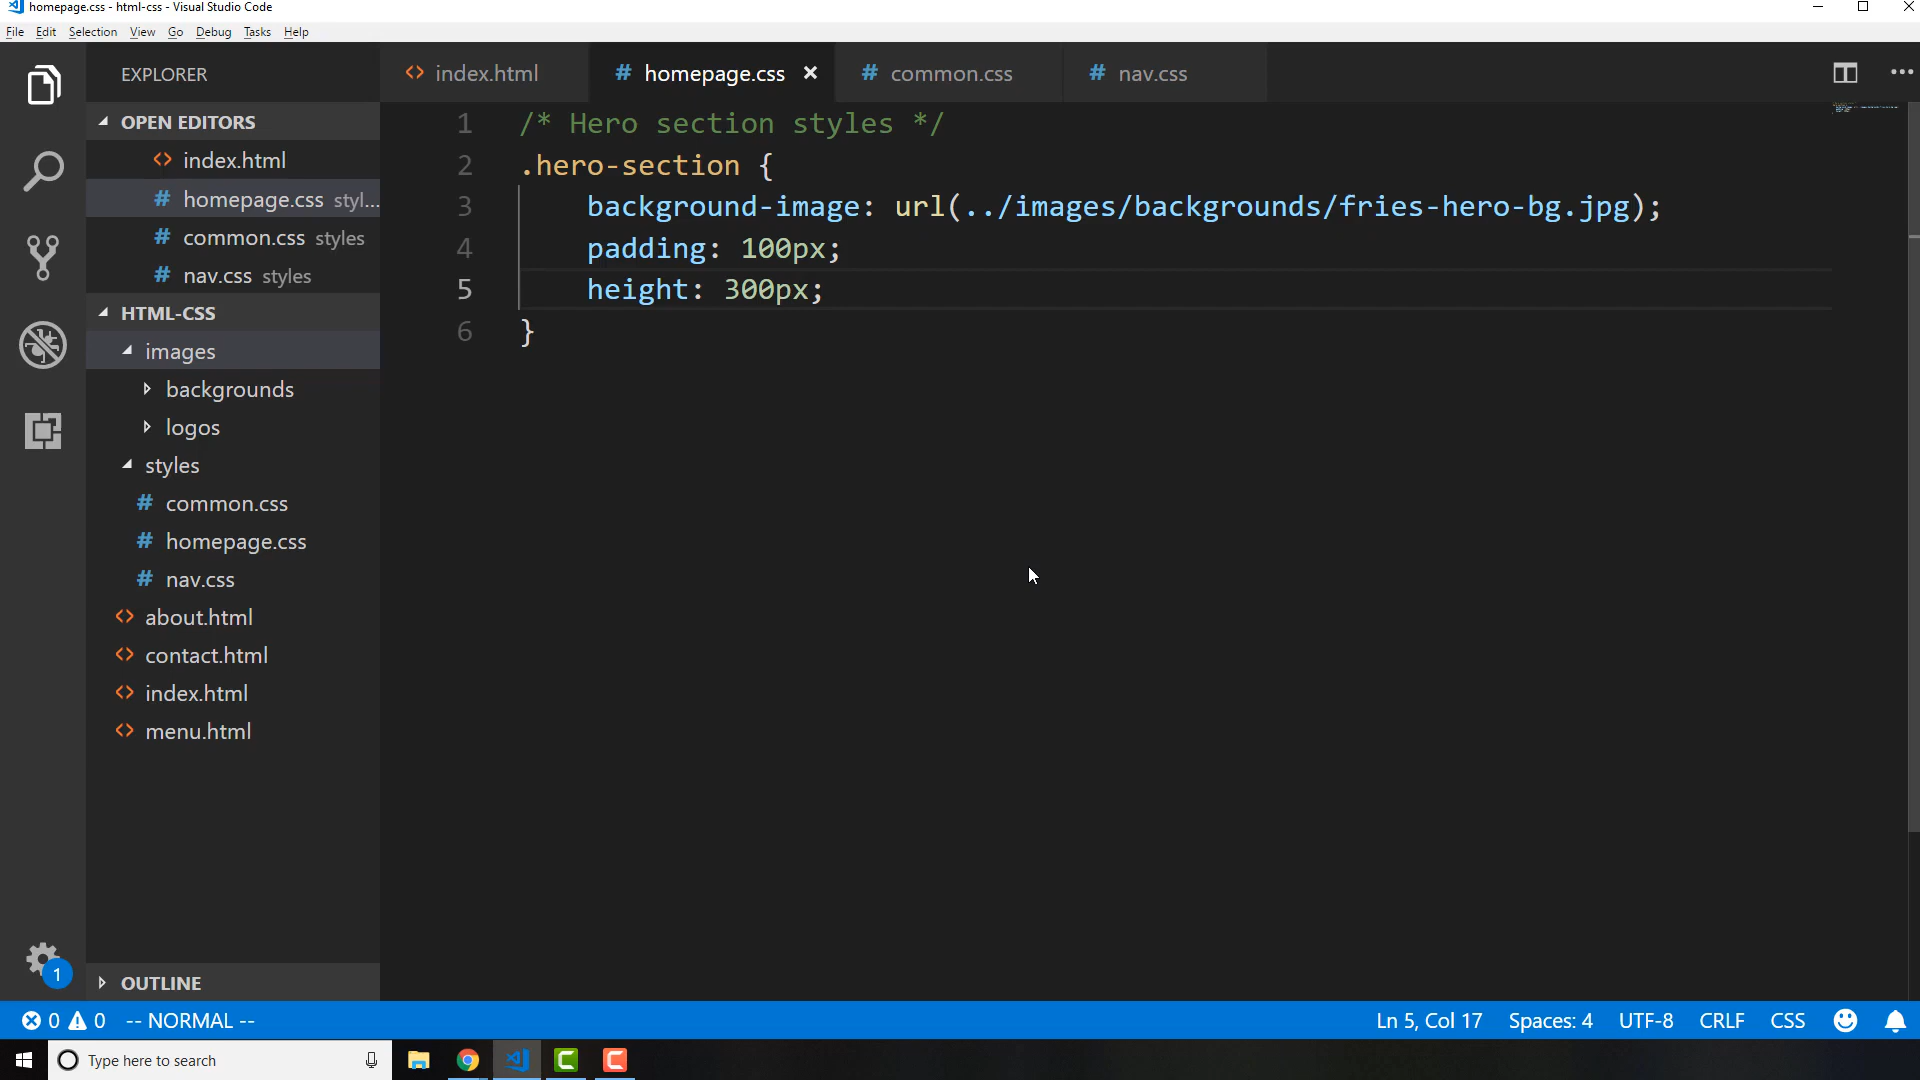 homepage.css - html-css - Visual Studio Code
File Edit Selection View Go Debug Tasks Help
EXPLORER
OPEN EDITORS
index.html
homepage.css styl...
common.css styles
nav.css styles
HTML-CSS
images
backgrounds
logos
styles
common.css
homepage.css
nav.css
about.html
contact.html
index.html
menu.html
OUTLINE
index.html homepage.css common.css nav.css
1 /* Hero section styles */
2 .hero-section {
3 background-image: url(../images/backgrounds/fries-hero-bg.jpg);
4 padding: 100px;
5 height: 300px;
6 }
1
0 0 -- NORMAL -- Ln 5, Col 17 Spaces: 4 UTF-8 CRLF CSS
Type here to search